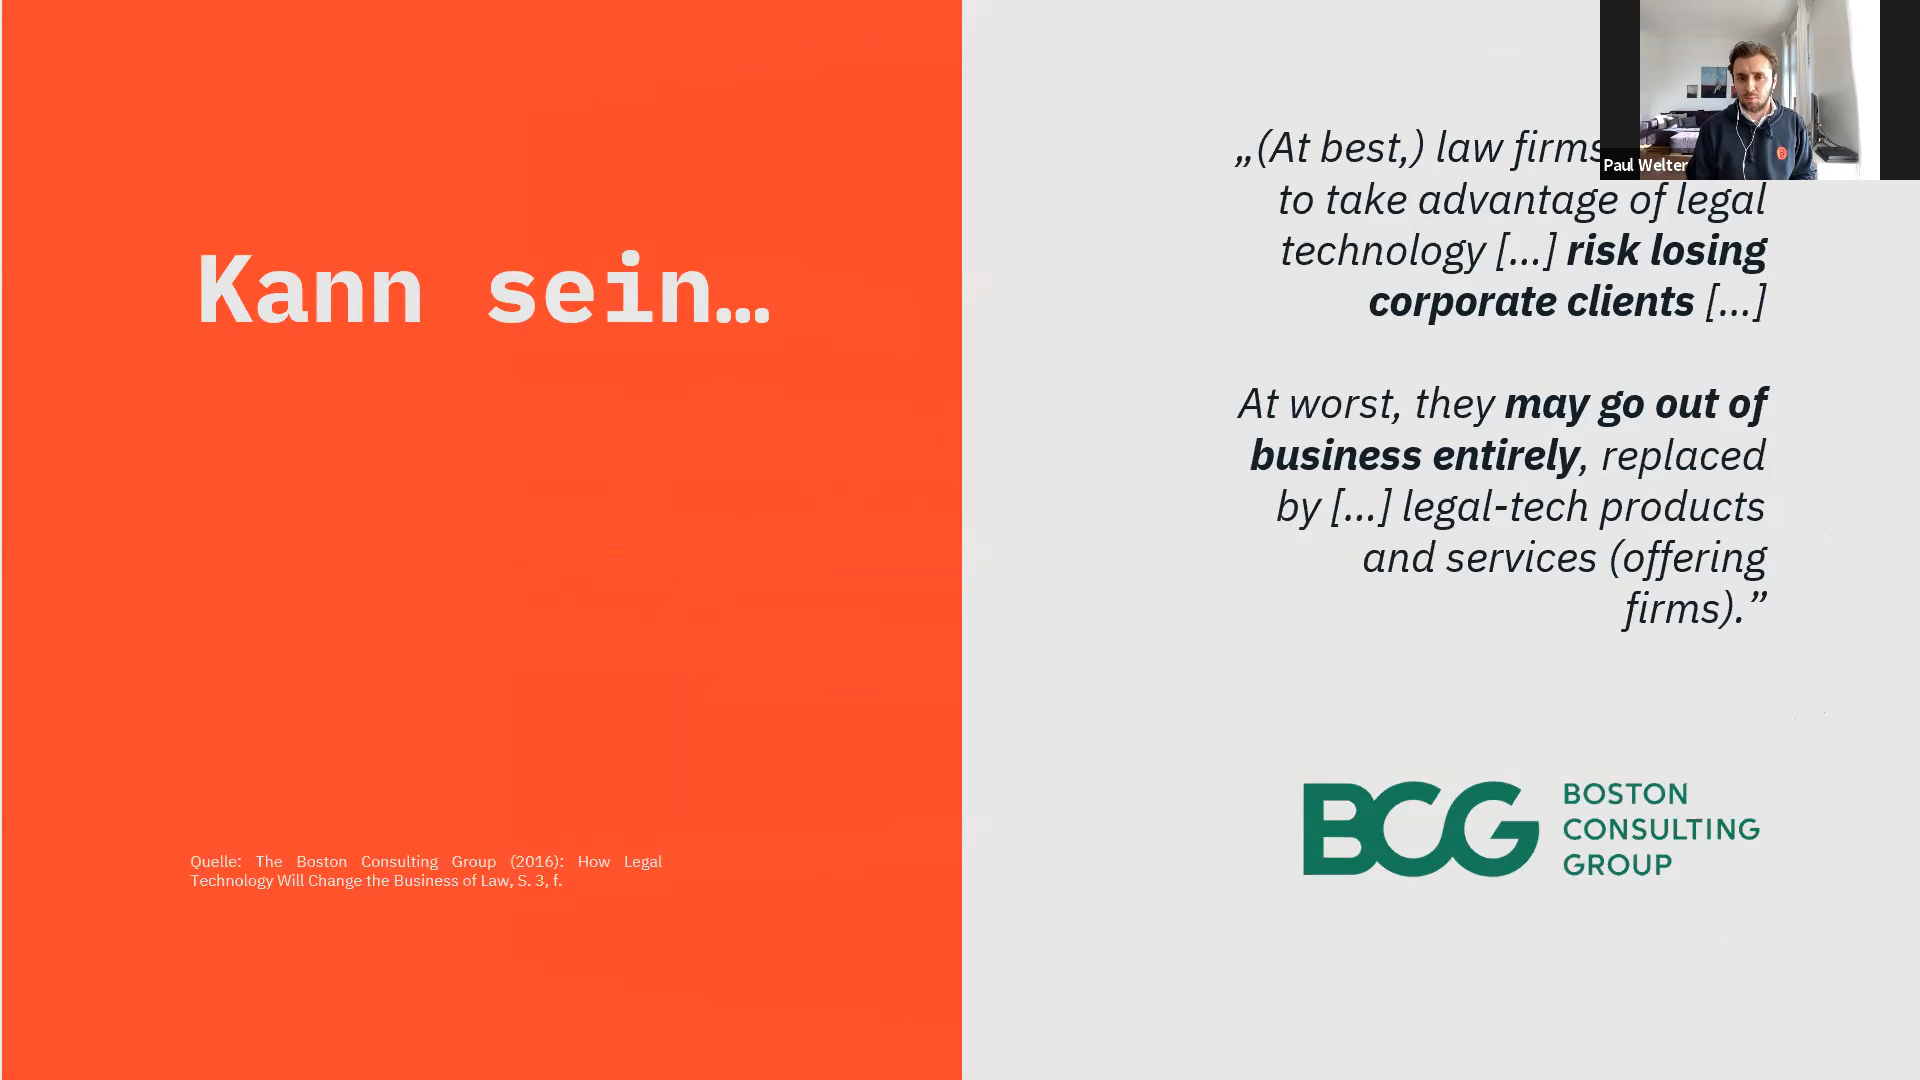 Kann sein…
„(At best,) law firms
to take advantage of legal
technology […] risk losing
corporate clients […]
At worst, they may go out of
business entirely, replaced
by […] legal-tech products
and services (offering
firms).”
Quelle: The Boston Consulting Group (2016): How Legal
Technology Will Change the Business of Law, S. 3, f.
BCG
BOSTON
CONSULTING
GROUP
Paul Welter